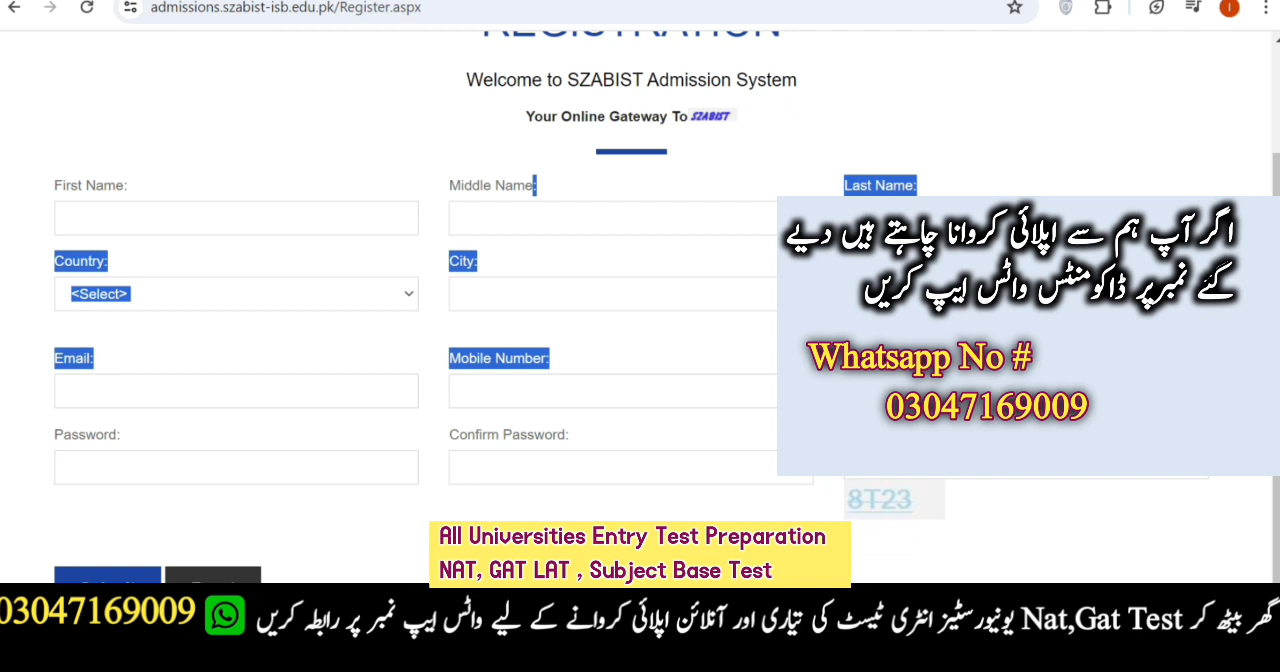 admissions.szabist-isb.edu.pk/Register.aspx
REGISTRATION
Welcome to SZABIST Admission System
Your Online Gateway To SZABIST
First Name:
Middle Name:
Last Name:
Country:
City:
<Select>
Email:
Mobile Number:
Password:
Confirm Password:
8T23
اگر آپ ہم سے اپلائی کروانا چاہتے ہیں دیے
گئے نمبر پر ڈاکومنٹس واٹس ایپ کریں
Whatsapp No #
03047169009
All Universities Entry Test Preparation
NAT, GAT LAT , Subject Base Test
گھر بیٹھ کر Nat,Gat Test یونیورسٹیز انٹری ٹیسٹ کی تیاری اور آنلائن اپلائی کروانے کے لیے واٹس ایپ نمبر پر رابطہ کریں 03047169009